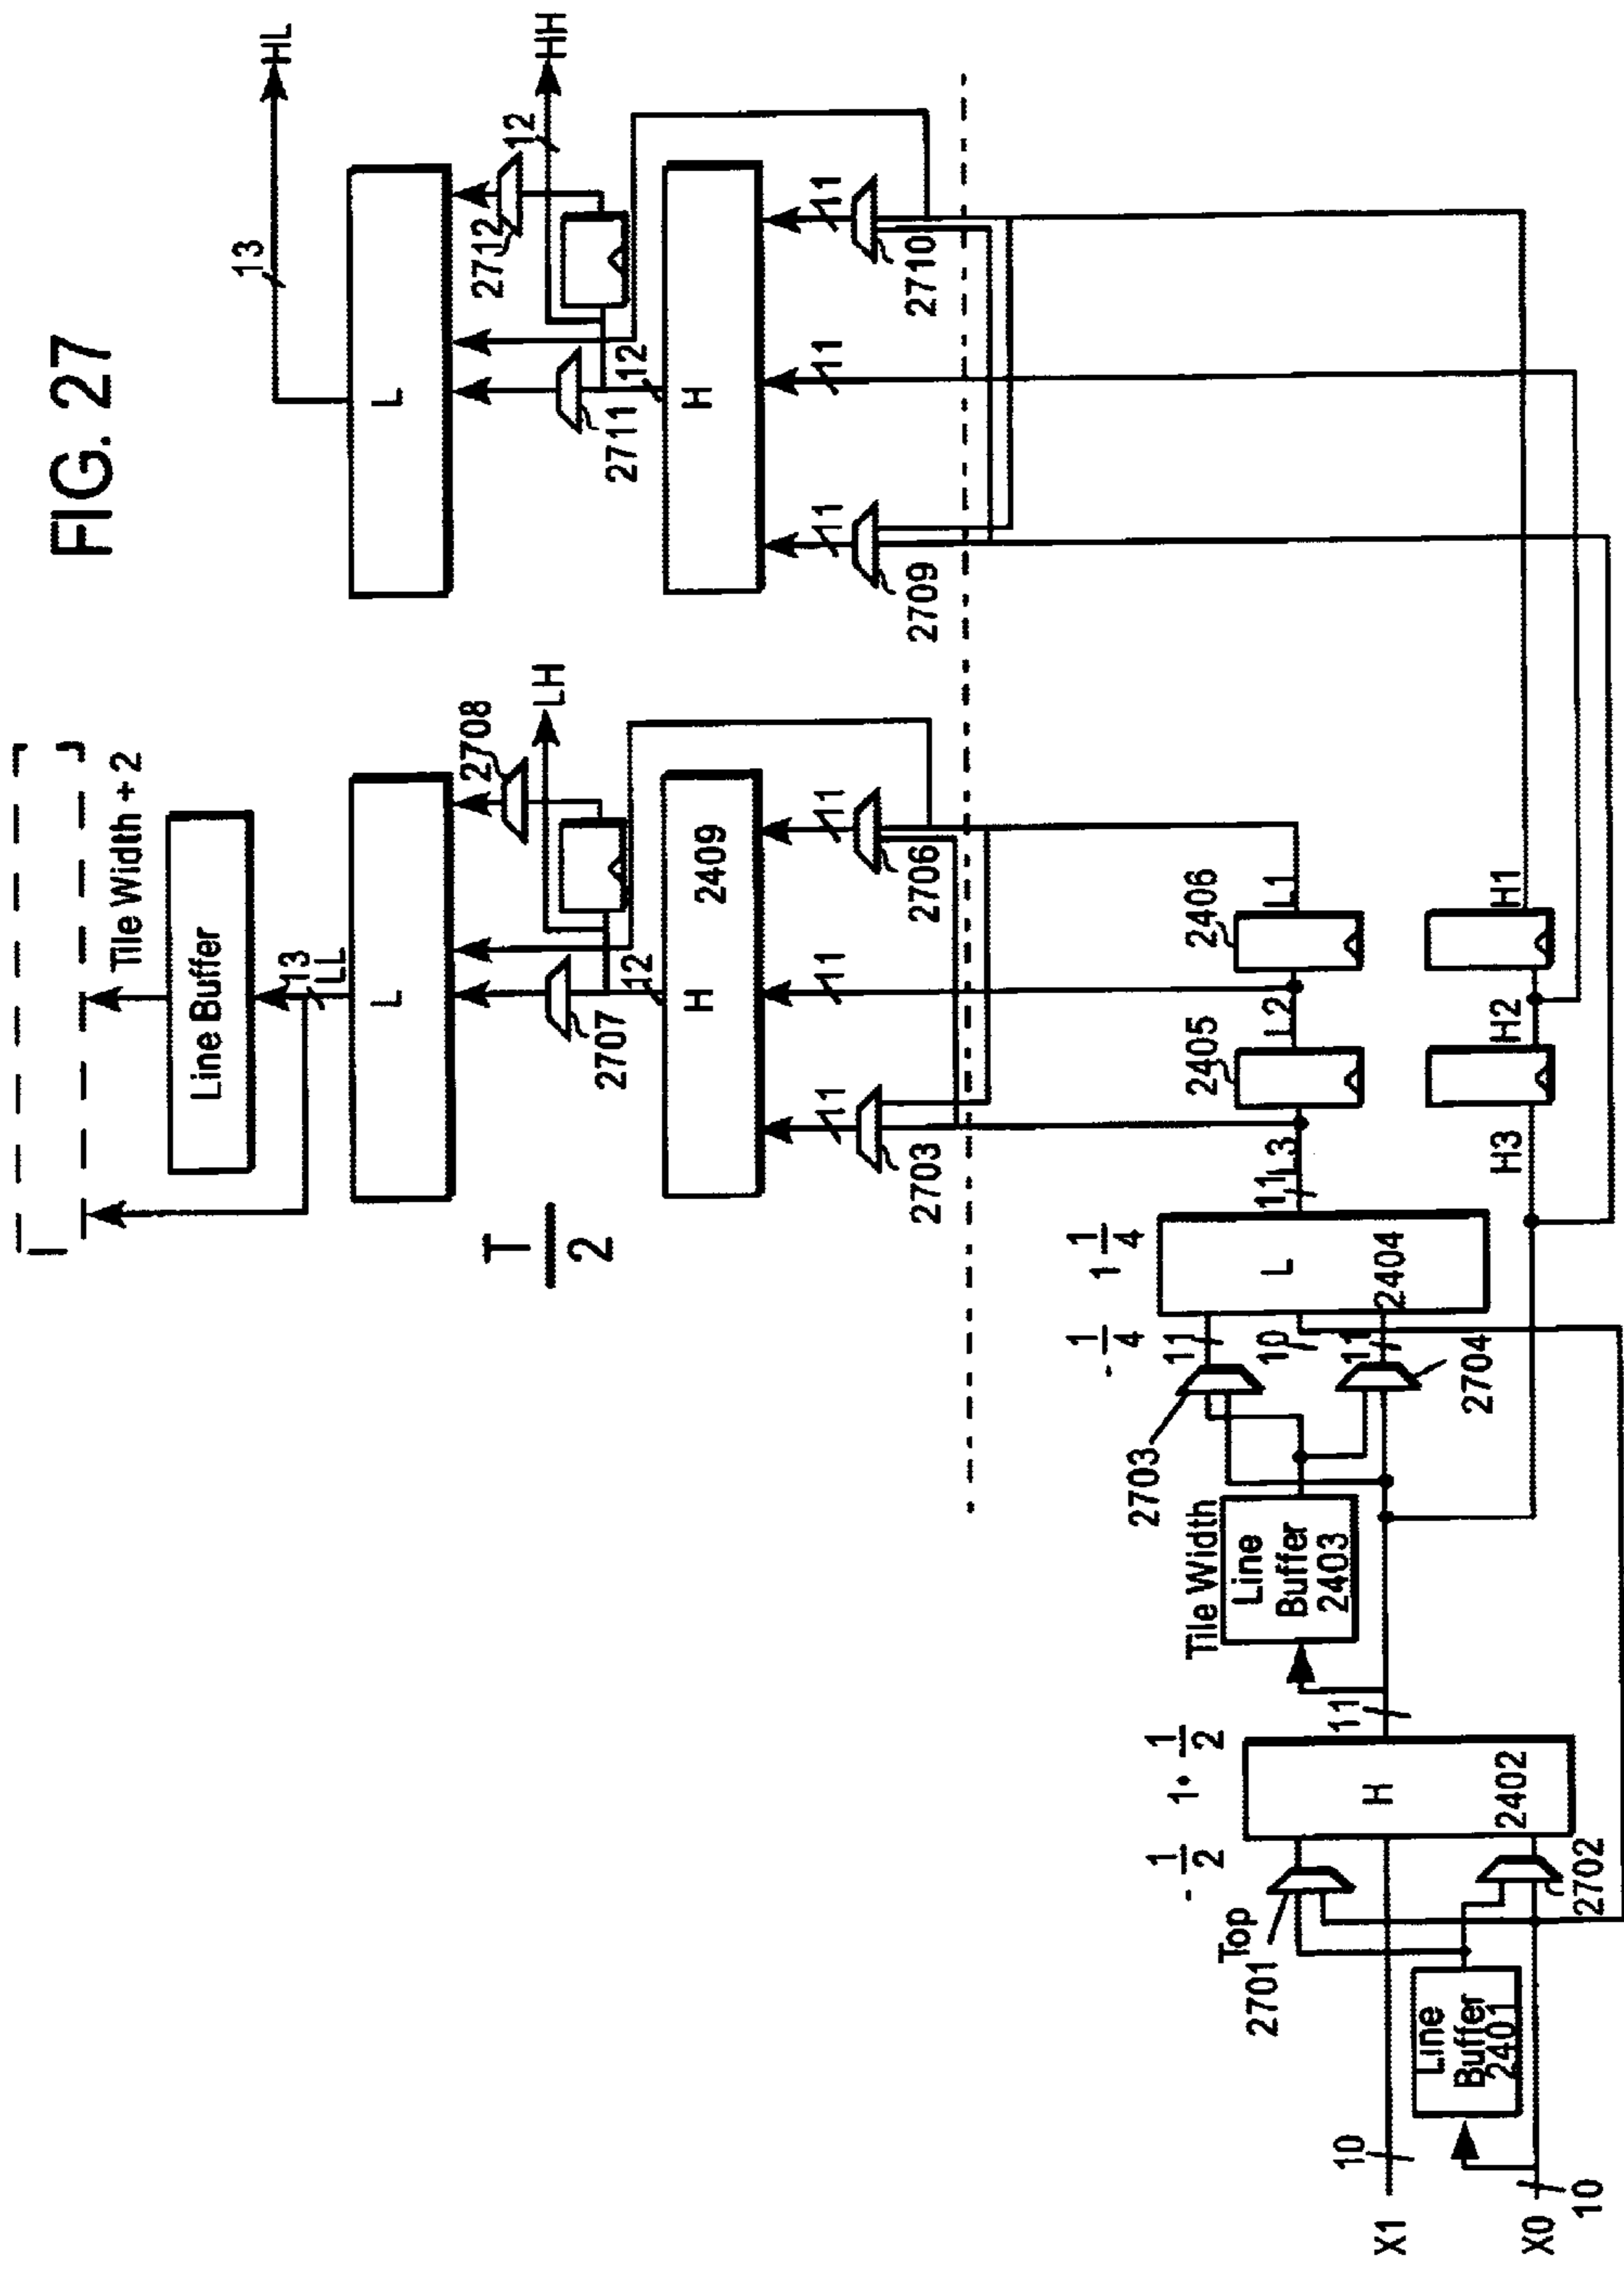 FIG. 27
HL
13
HH
12
L
2712
2711
12
H
11
11
11
2709
2710
Tile Width + 2
Line Buffer
13
LL
L
2708
LH
2707
12
H
2409
11
11
11
2703
2706
T
2
2405
2406
L3
L2
L1
11
H3
H2
H1
- 1/4
1 1/4
L
2404
11
10
11
2703
2704
Tile Width
Line
Buffer
2403
11
- 1/2
1• 1/2
H
2402
Top
2701
2702
Line
Buffer
2401
10
X1
X0
10